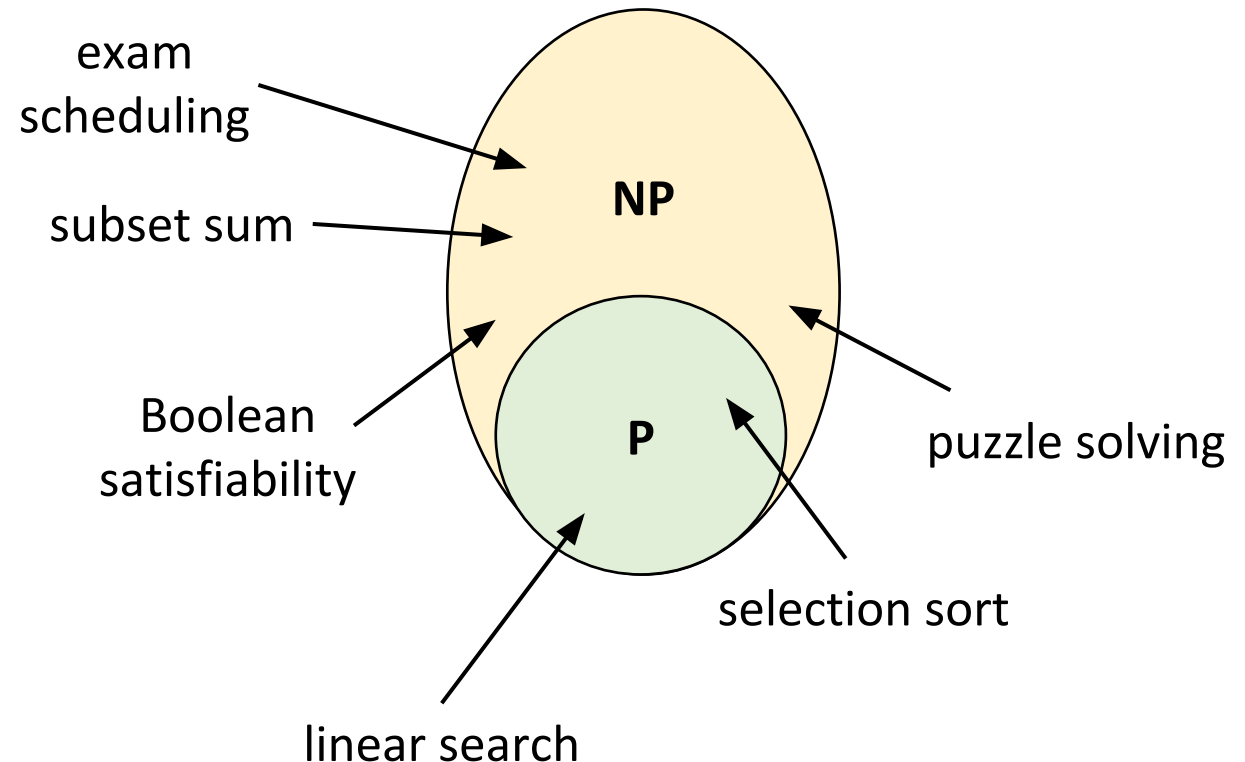 exam
scheduling
NP
subset sum
Boolean
satisfiability
P
puzzle solving
selection sort
linear search